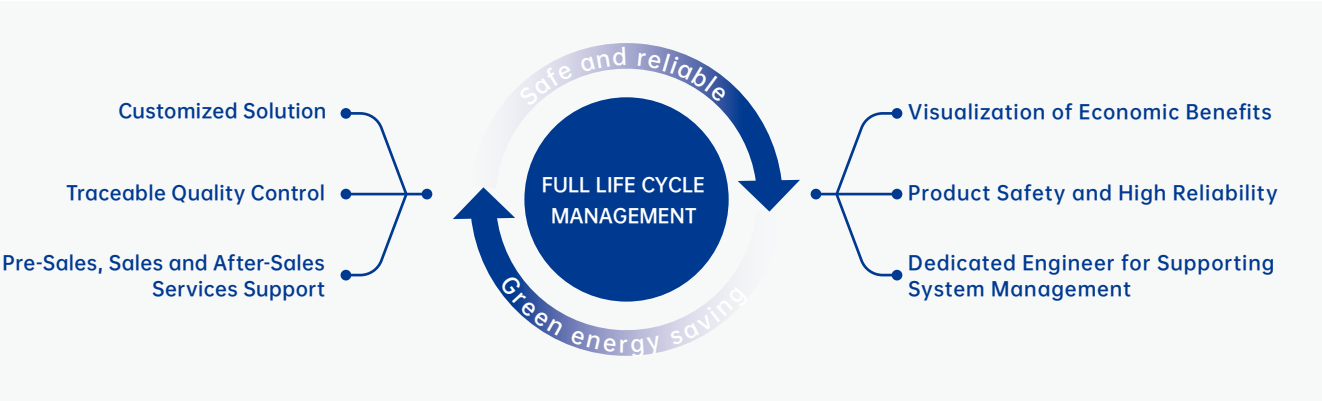 Customized Solution
Traceable Quality Control
Pre-Sales, Sales and After-Sales
Services Support
Safe and reliable
FULL LIFE CYCLE
MANAGEMENT
Green energy saving
Visualization of Economic Benefits
Product Safety and High Reliability
Dedicated Engineer for Supporting
System Management